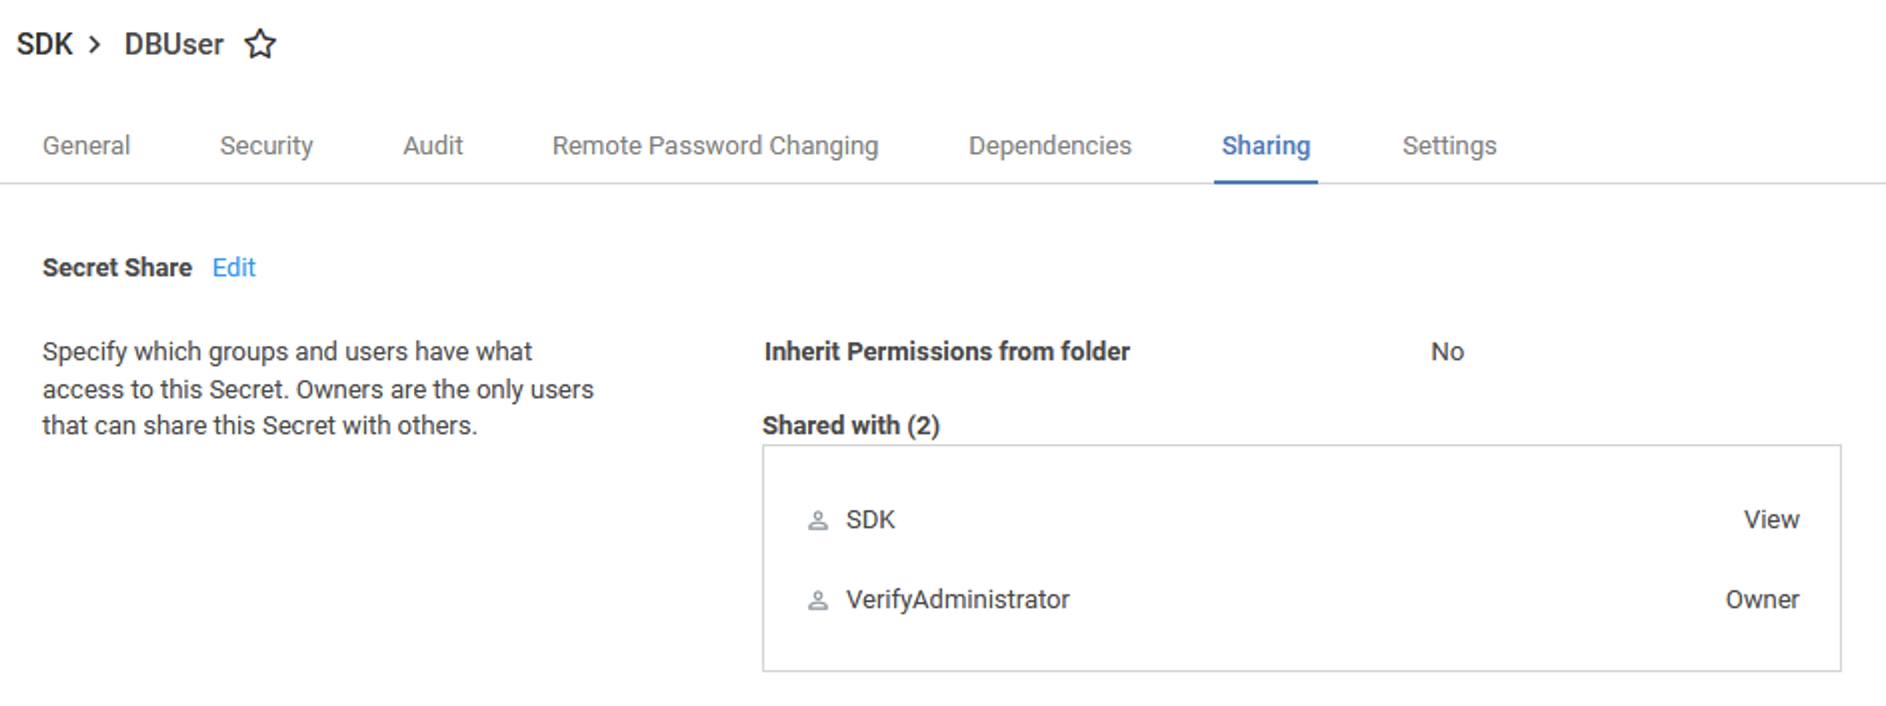 SDK > DBUser
General Security Audit Remote Password Changing Dependencies Sharing Settings
Secret Share Edit
Specify which groups and users have what
access to this Secret. Owners are the only users
that can share this Secret with others.
Inherit Permissions from folder No
Shared with (2)
SDK View
VerifyAdministrator Owner